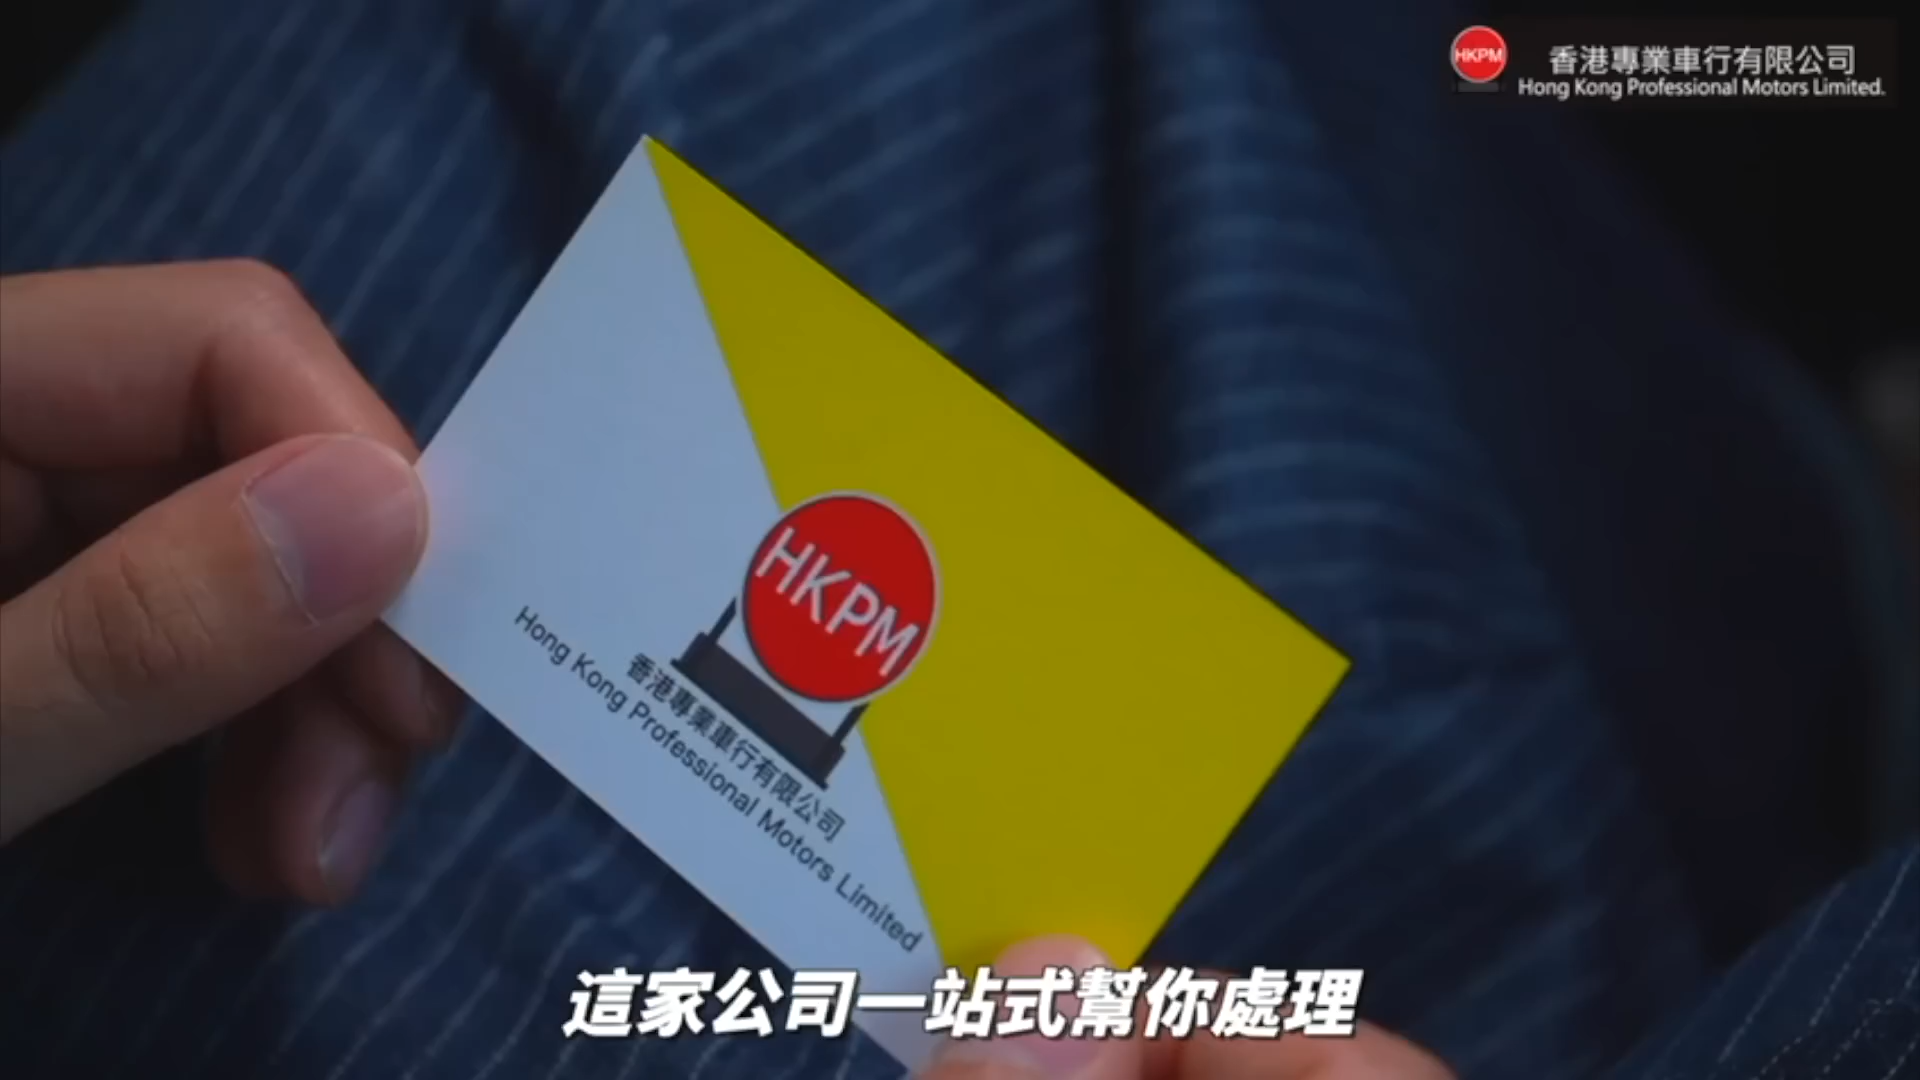 HKPM
香港專業車行有限公司
Hong Kong Professional Motors Limited.
HKPM
香港專業車行有限公司
Hong Kong Professional Motors Limited
這家公司一站式幫你處理